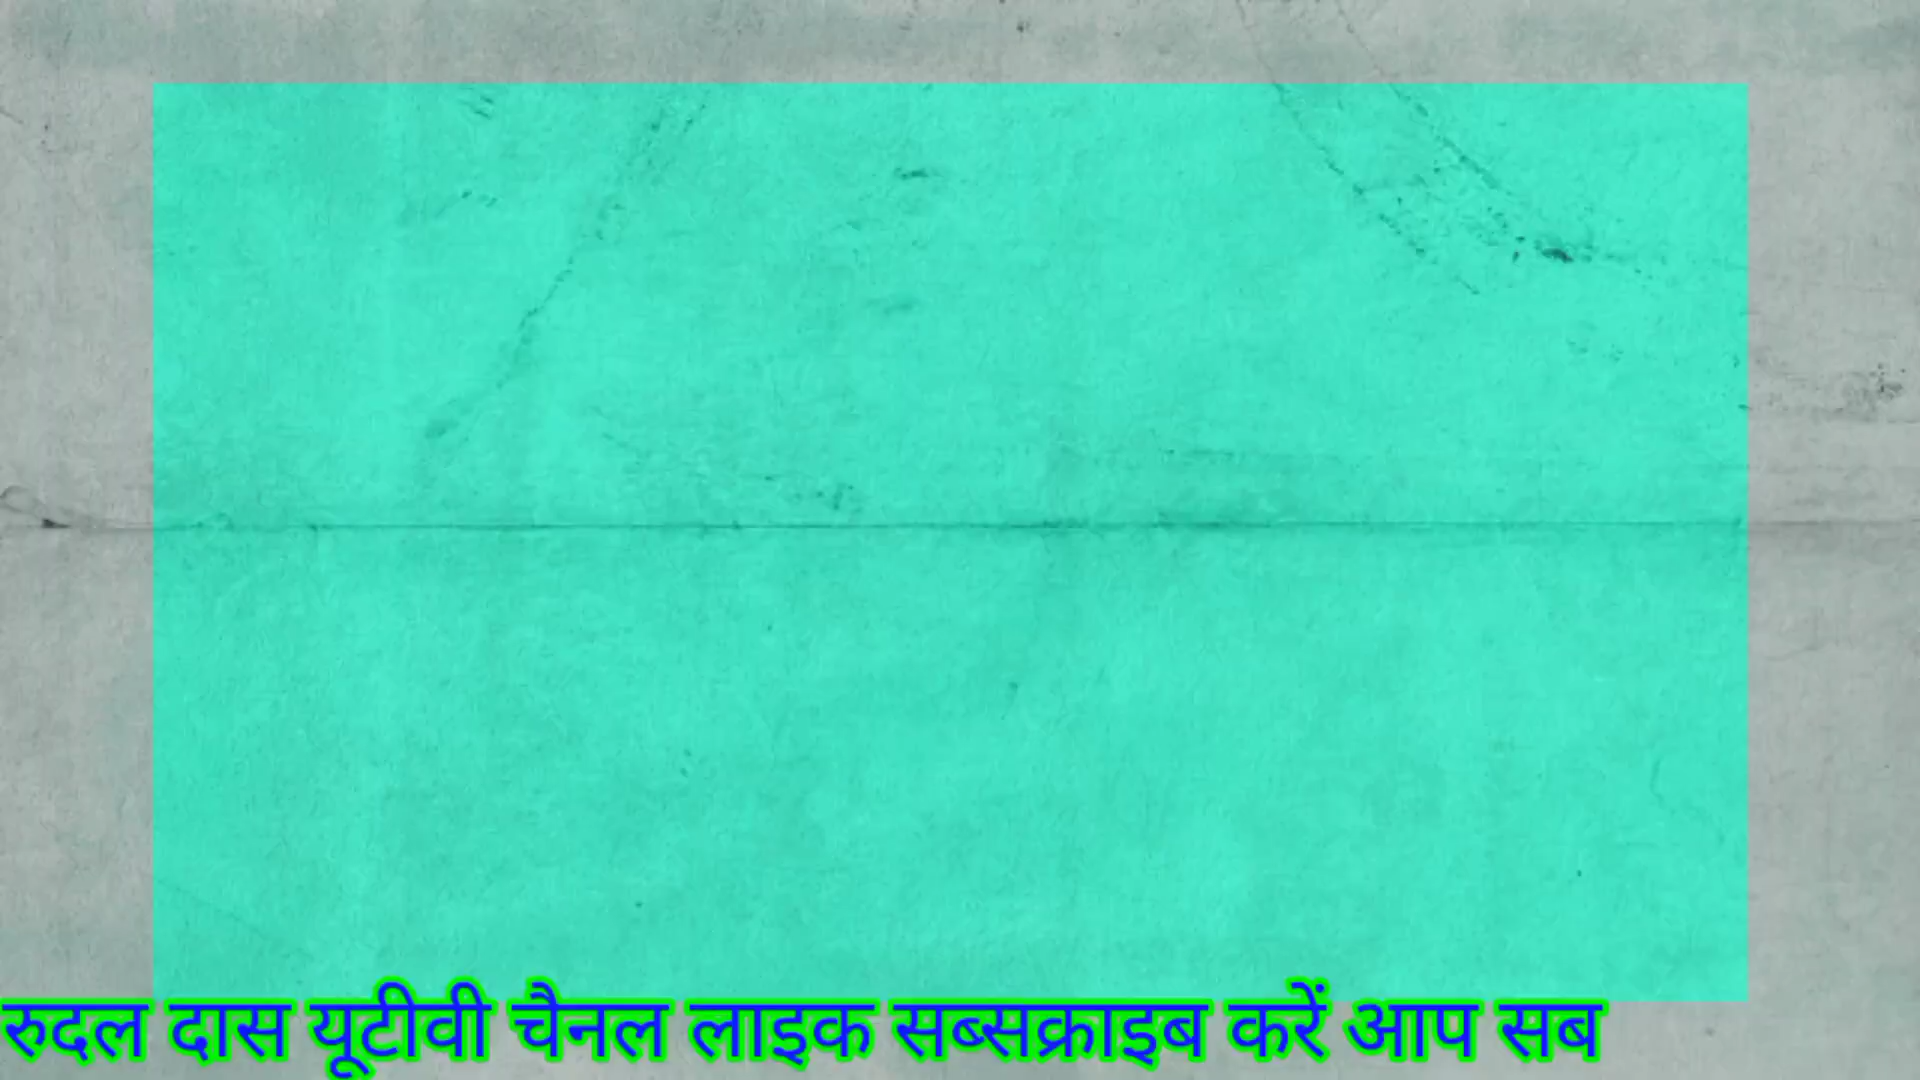 रुदल दास यूटीवी चैनल लाइक सब्सक्राइब करें आप सब